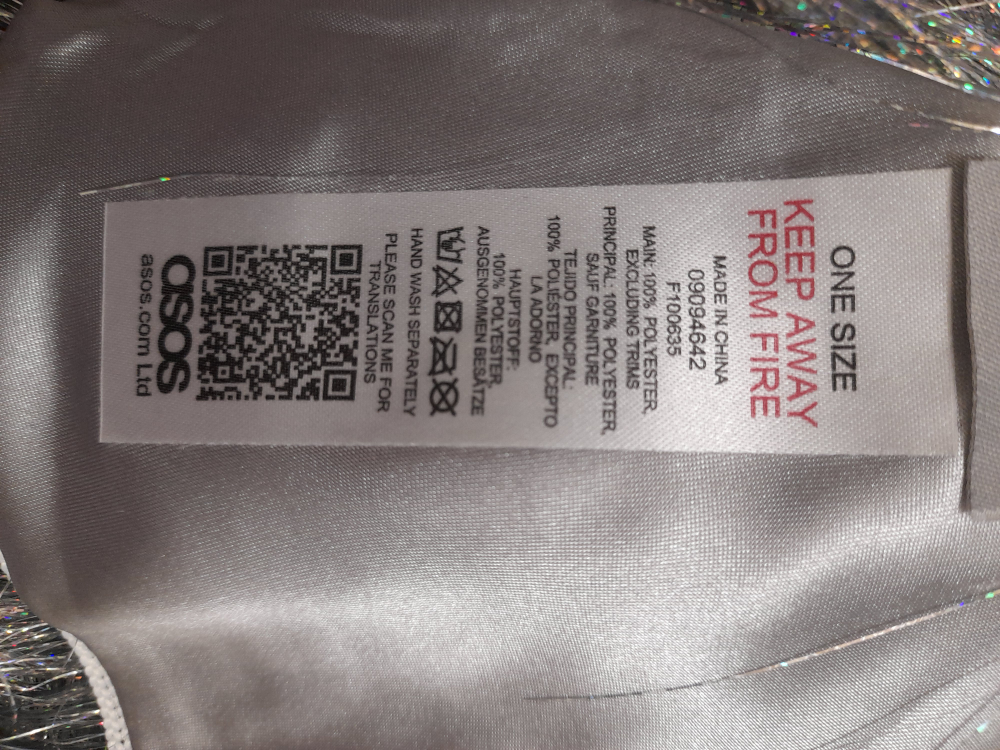 ONE SIZE
KEEP AWAY
FROM FIRE
MADE IN CHINA
09094642
F100635
MAIN: 100% POLYESTER,
EXCLUDING TRIMS
PRINCIPAL: 100% POLYESTER,
SAUF GARNITURE
TEJIDO PRINCIPAL:
100% POLIÉSTER, EXCEPTO
LA ADORNO
HAUPTSTOFF:
100% POLYESTER,
AUSGENOMMEN BESÄTZE
HAND WASH SEPARATELY
PLEASE SCAN ME FOR
TRANSLATIONS
asos
asos.com Ltd